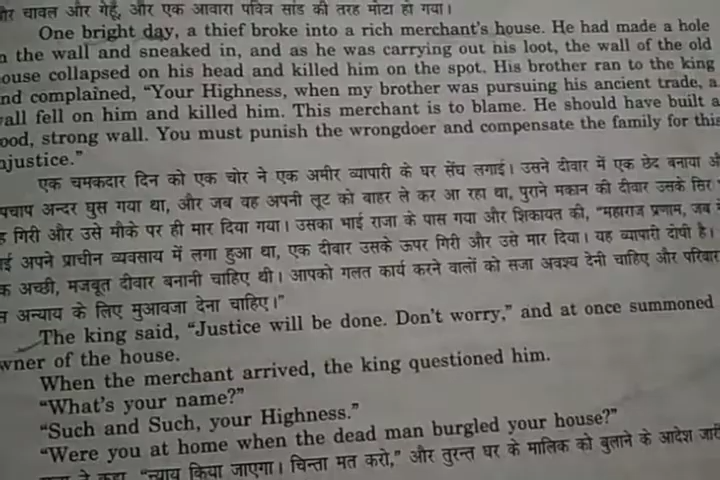 और चावल और गेहूँ, और एक आवारा पवित्र सांड की तरह मोटा हो गया।
One bright day, a thief broke into a rich merchant's house. He had made a hole
the wall and sneaked in, and as he was carrying out his loot, the wall of the old
ouse collapsed on his head and killed him on the spot. His brother ran to the king
nd complained, "Your Highness, when my brother was pursuing his ancient trade, a
all fell on him and killed him. This merchant is to blame. He should have built a
ood, strong wall. You must punish the wrongdoer and compensate the family for this
njustice."
एक चमकदार दिन को एक चोर ने एक अमीर व्यापारी के घर सेंध लगाई। उसने दीवार में एक छेद बनाया औ
पचाप अन्दर घुस गया था, और जब वह अपनी लूट को बाहर ले कर आ रहा था, पुराने मकान की दीवार उसके सिर
गिरी और उसे मौके पर ही मार दिया गया। उसका भाई राजा के पास गया और शिकायत की, "महाराज प्रणाम, जब
ाई अपने प्राचीन व्यवसाय में लगा हुआ था, एक दीवार उसके ऊपर गिरी और उसे मार दिया। यह व्यापारी दोषी है।
क अच्छी, मजबूत दीवार बनानी चाहिए थी। आपको गलत कार्य करने वालों को सजा अवश्य देनी चाहिए और परिवार
स अन्याय के लिए मुआवजा देना चाहिए।"
The king said, "Justice will be done. Don't worry," and at once summoned
wner of the house.
When the merchant arrived, the king questioned him.
"What's your name?"
"Such and Such, your Highness."
"Were you at home when the dead man burgled your house?"
ने कहा, "न्याय किया जाएगा। चिन्ता मत करो," और तुरन्त घर के मालिक को बुलाने के आदेश जारी